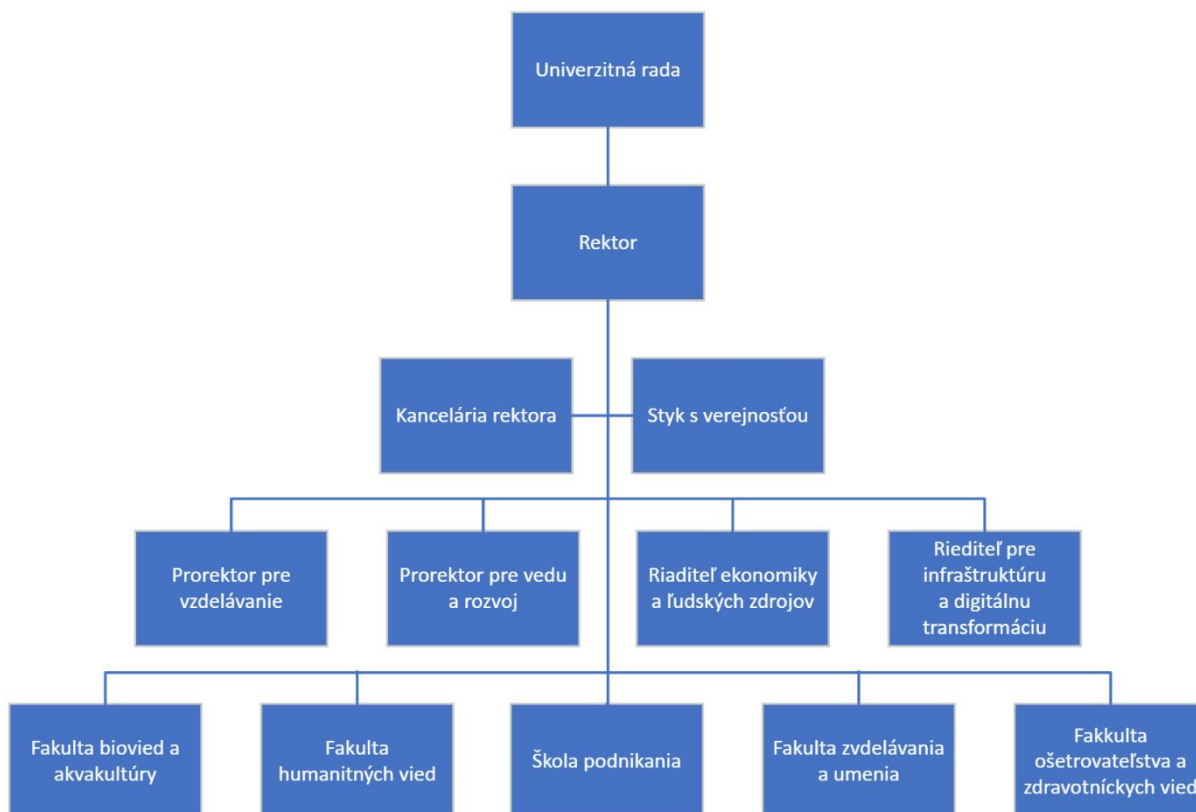 Univerzitná rada
Rektor
Kancelária rektora
Styk s verejnosťou
Prorektor pre
vzdelávanie
Prorektor pre vedu
a rozvoj
Riaditeľ ekonomiky
a ľudských zdrojov
Riediteľ pre
infraštruktúru
a digitálnu
transformáciu
Fakulta biovied a
akvakultúry
Fakulta
humanitných vied
Škola podnikania
Fakulta zvdelávania
a umenia
Fakkulta
ošetrovateľstva a
zdravotníckych vied